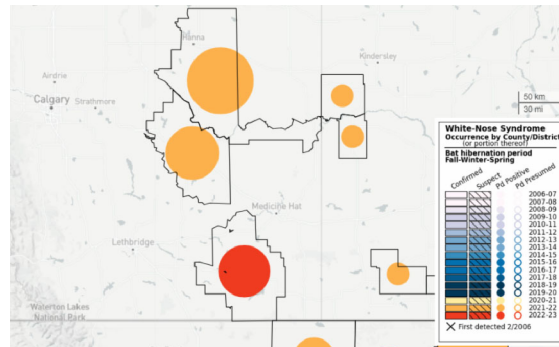 Hanna
Kindersley
Airdrie
Calgary
Strathmore
50 km
30 mi
Medicine Hat
Lethbridge
Waterton Lakes
National Park
White-Nose Syndrome
Occurrence by County/District
(or portion thereof)
Bat hibernation period
Fall-Winter-Spring
Confirmed Suspect Pd Positive Pd Presumed
2006-07
2007-08
2008-09
2009-10
2010-11
2011-12
2012-13
2013-14
2014-15
2015-16
2016-17
2017-18
2018-19
2019-20
2020-21
2021-22
2022-23
First detected 2/2006